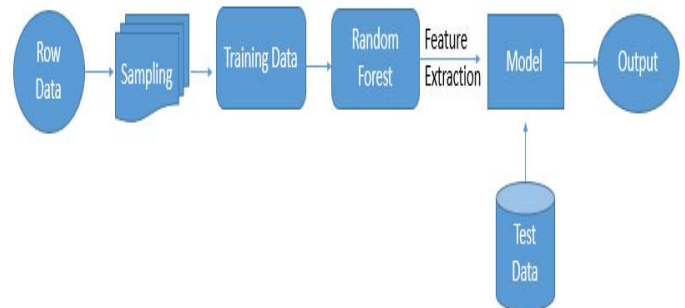 Row
Data
Sampling
Training Data
Random
Forest
Feature
Extraction
Model
Output
Test
Data